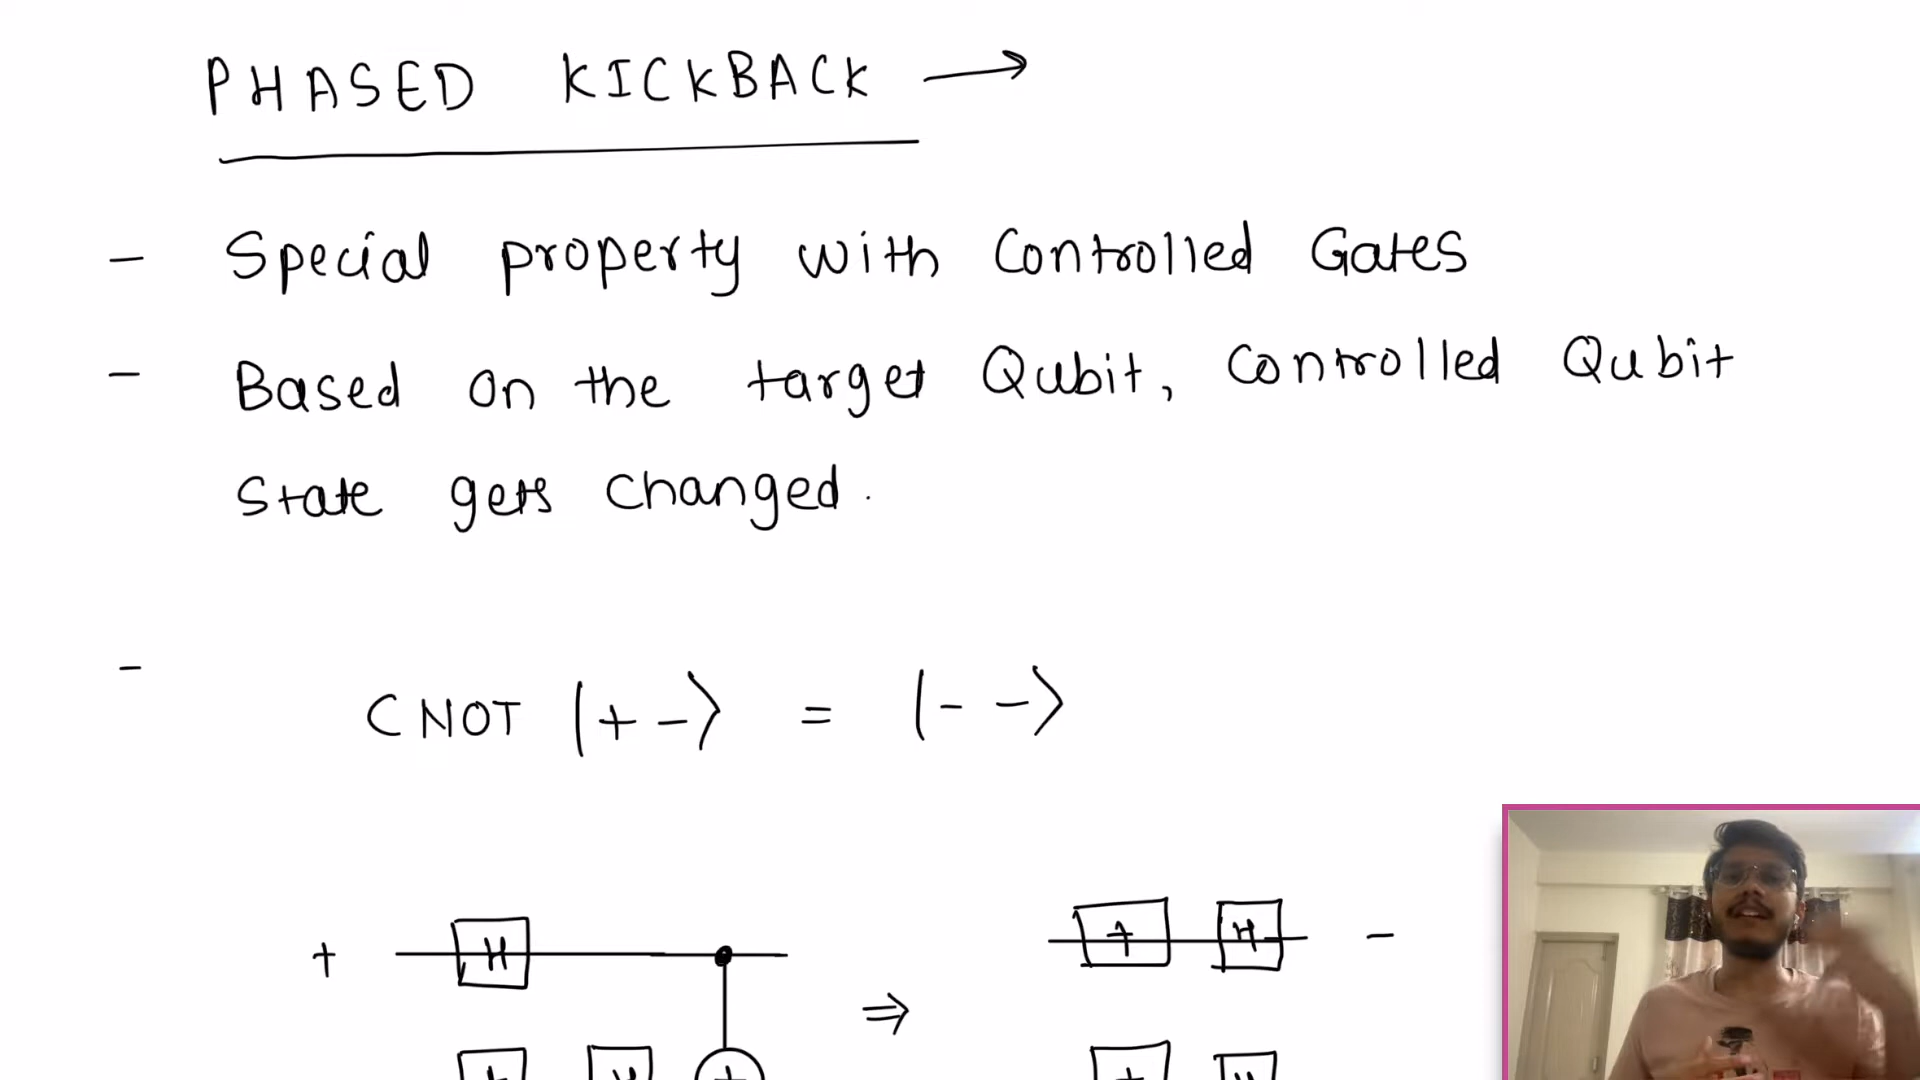 PHASED KICKBACK →
- Special property with Controlled Gates
- Based on the target Qubit, Controlled Qubit
State gets changed.
- CNOT |+ -⟩ = |- -⟩
+ H ⇒ + H -
+ H + + H